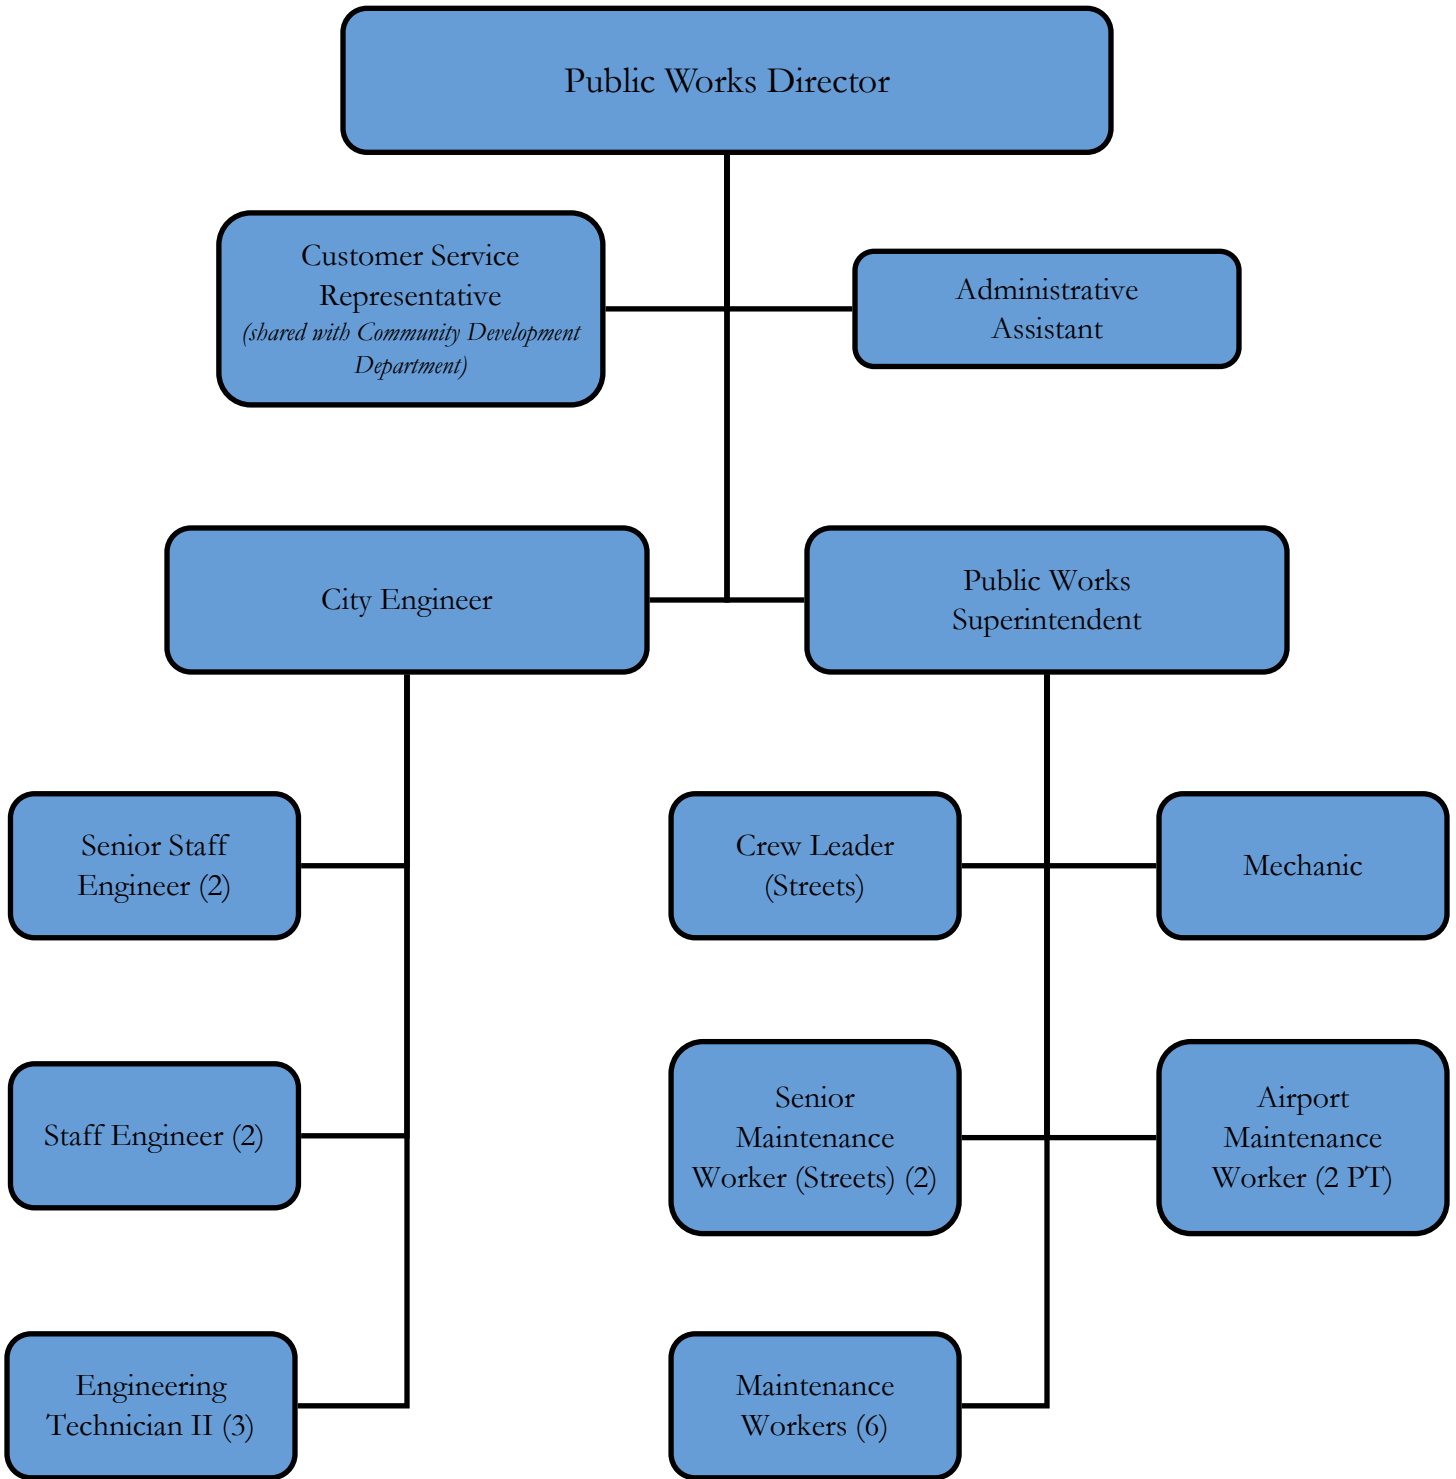 Public Works Director
Customer Service
Representative
(shared with Community Development
Department)
Administrative
Assistant
City Engineer
Public Works
Superintendent
Senior Staff
Engineer (2)
Crew Leader
(Streets)
Mechanic
Staff Engineer (2)
Senior
Maintenance
Worker (Streets) (2)
Airport
Maintenance
Worker (2 PT)
Engineering
Technician II (3)
Maintenance
Workers (6)